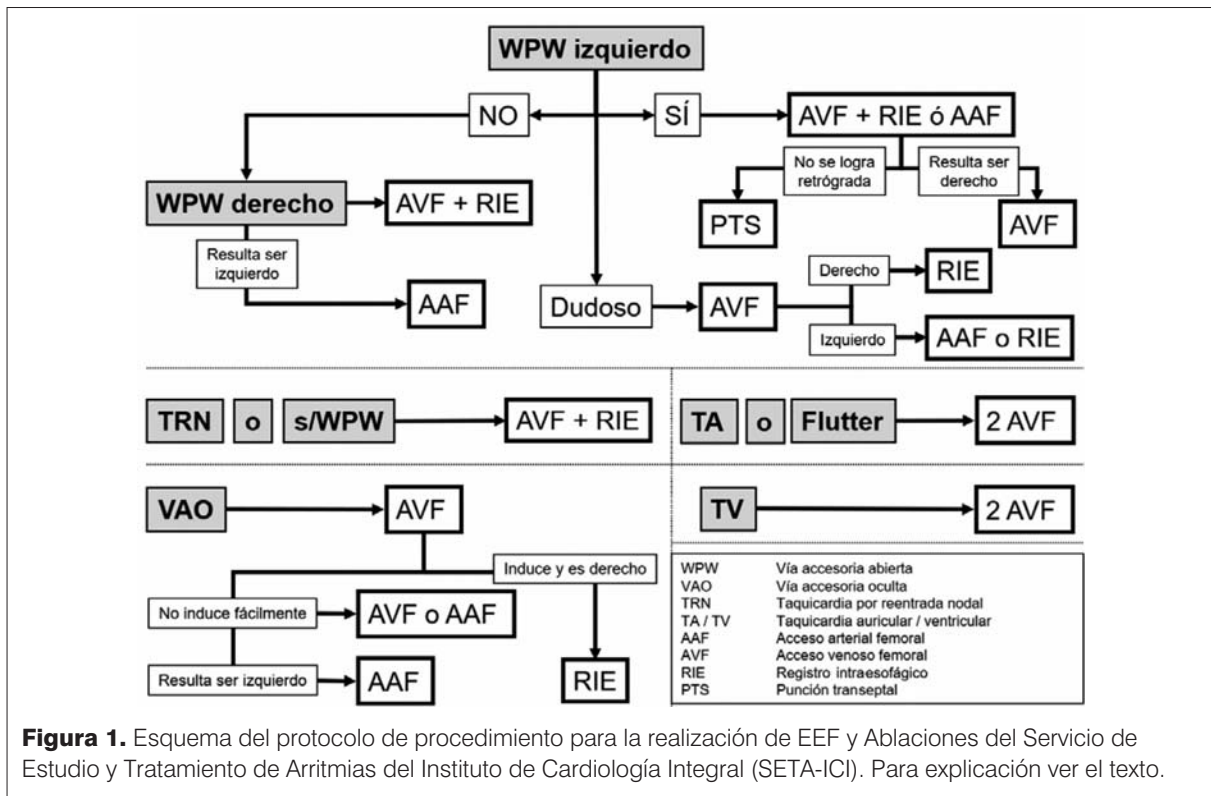 WPW izquierdo
NO
SÍ
AVF + RIE ó AAF
No se logra
retrógrada
Resulta ser
derecho
WPW derecho
AVF + RIE
PTS
AVF
Resulta ser
izquierdo
AAF
Dudoso
AVF
Derecho
RIE
Izquierdo
AAF o RIE
TRN o s/WPW
AVF + RIE
TA o Flutter
2 AVF
VAO
AVF
Induce y es derecho
No induce fácilmente
AVF o AAF
Resulta ser izquierdo
AAF
RIE
TV
2 AVF
WPW Vía accesoria abierta
VAO Vía accesoria oculta
TRN Taquicardia por reentrada nodal
TA / TV Taquicardia auricular / ventricular
AAF Acceso arterial femoral
AVF Acceso venoso femoral
RIE Registro intraesofágico
PTS Punción transeptal
Figura 1. Esquema del protocolo de procedimiento para la realización de EEF y Ablaciones del Servicio de
Estudio y Tratamiento de Arritmias del Instituto de Cardiología Integral (SETA-ICI). Para explicación ver el texto.